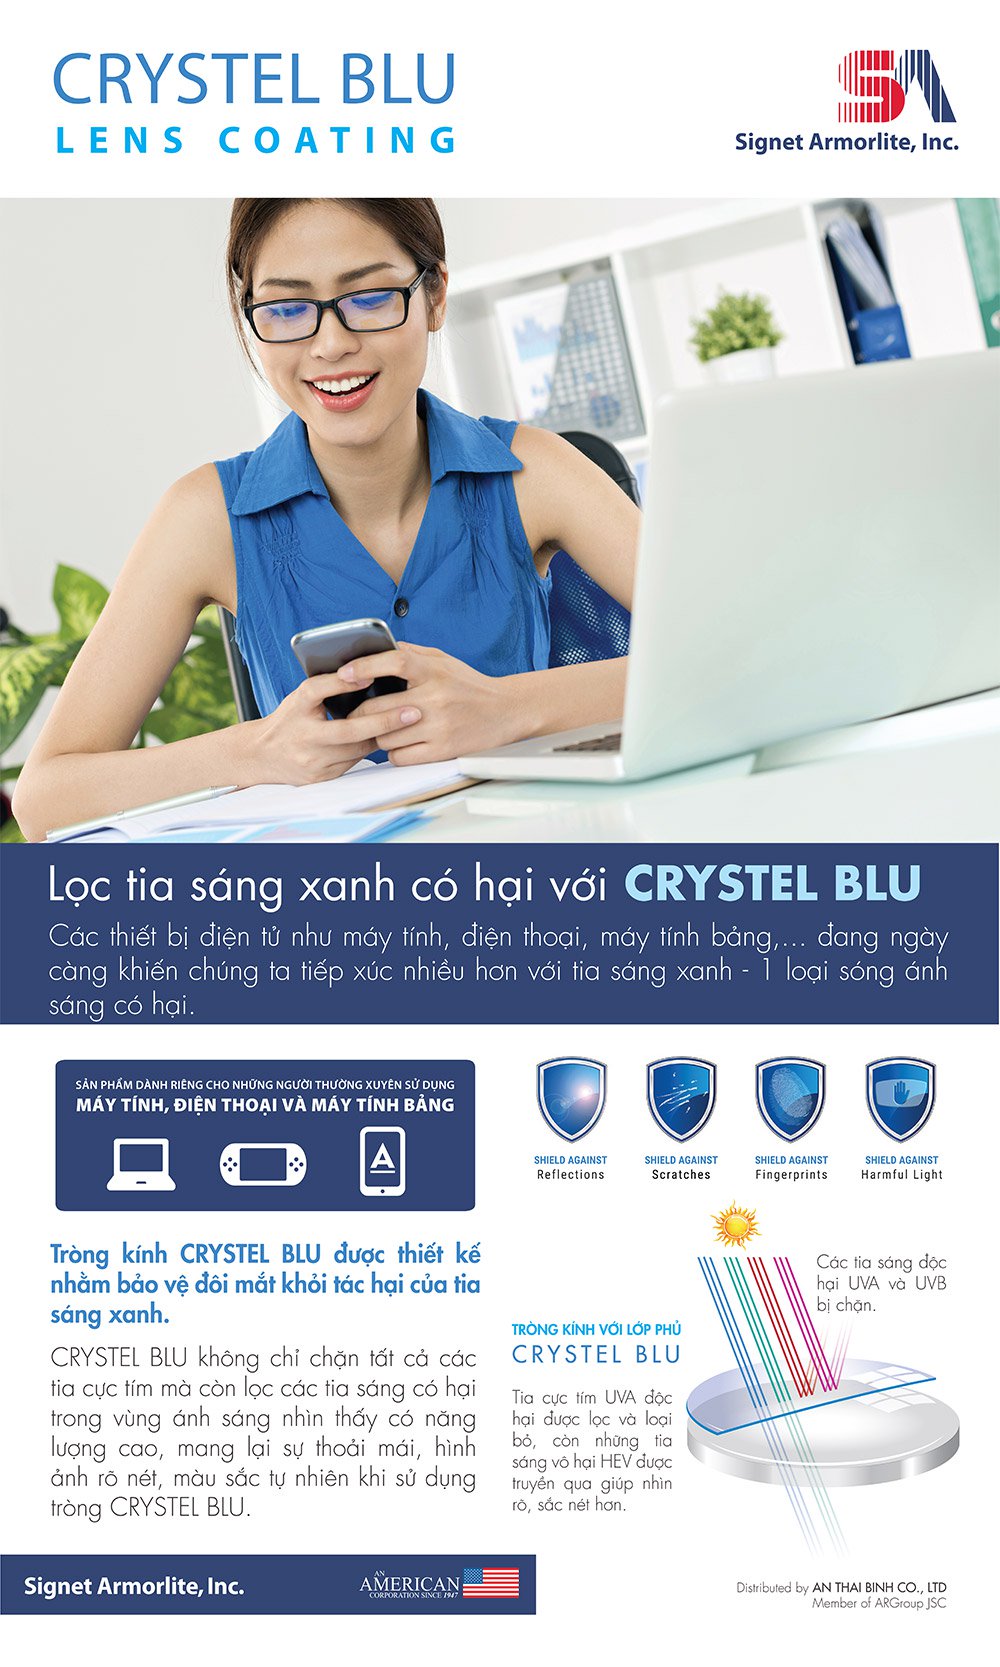 CRYSTEL BLU
LENS COATING
Signet Armorlite, Inc.
Lọc tia sáng xanh có hại với CRYSTEL BLU
Các thiết bị điện tử như máy tính, điện thoại, máy tính bảng,... đang ngày
càng khiến chúng ta tiếp xúc nhiều hơn với tia sáng xanh - 1 loại sóng ánh
sáng có hại.
SẢN PHẨM DÀNH RIÊNG CHO NHỮNG NGƯỜI THƯỜNG XUYÊN SỬ DỤNG
MÁY TÍNH, ĐIỆN THOẠI VÀ MÁY TÍNH BẢNG
A
SHIELD AGAINST
Reflections
SHIELD AGAINST
Scratches
SHIELD AGAINST
Fingerprints
SHIELD AGAINST
Harmful Light
Tròng kính CRYSTEL BLU được thiết kế
nhằm bảo vệ đôi mắt khỏi tác hại của tia
sáng xanh.
CRYSTEL BLU không chỉ chặn tất cả các
tia cực tím mà còn lọc các tia sáng có hại
trong vùng ánh sáng nhìn thấy có năng
lượng cao, mang lại sự thoải mái, hình
ảnh rõ nét, màu sắc tự nhiên khi sử dụng
tròng CRYSTEL BLU.
Các tia sáng độc
hại UVA và UVB
bị chặn.
TRÒNG KÍNH VỚI LỚP PHỦ
CRYSTEL BLU
Tia cực tím UVA độc
hại được lọc và loại
bỏ, còn những tia
sáng vô hại HEV được
truyền qua giúp nhìn
rõ, sắc nét hơn.
Signet Armorlite, Inc.
AN
AMERICAN
CORPORATION SINCE 1947
Distributed by AN THAI BINH CO., LTD
Member of ARGroup JSC